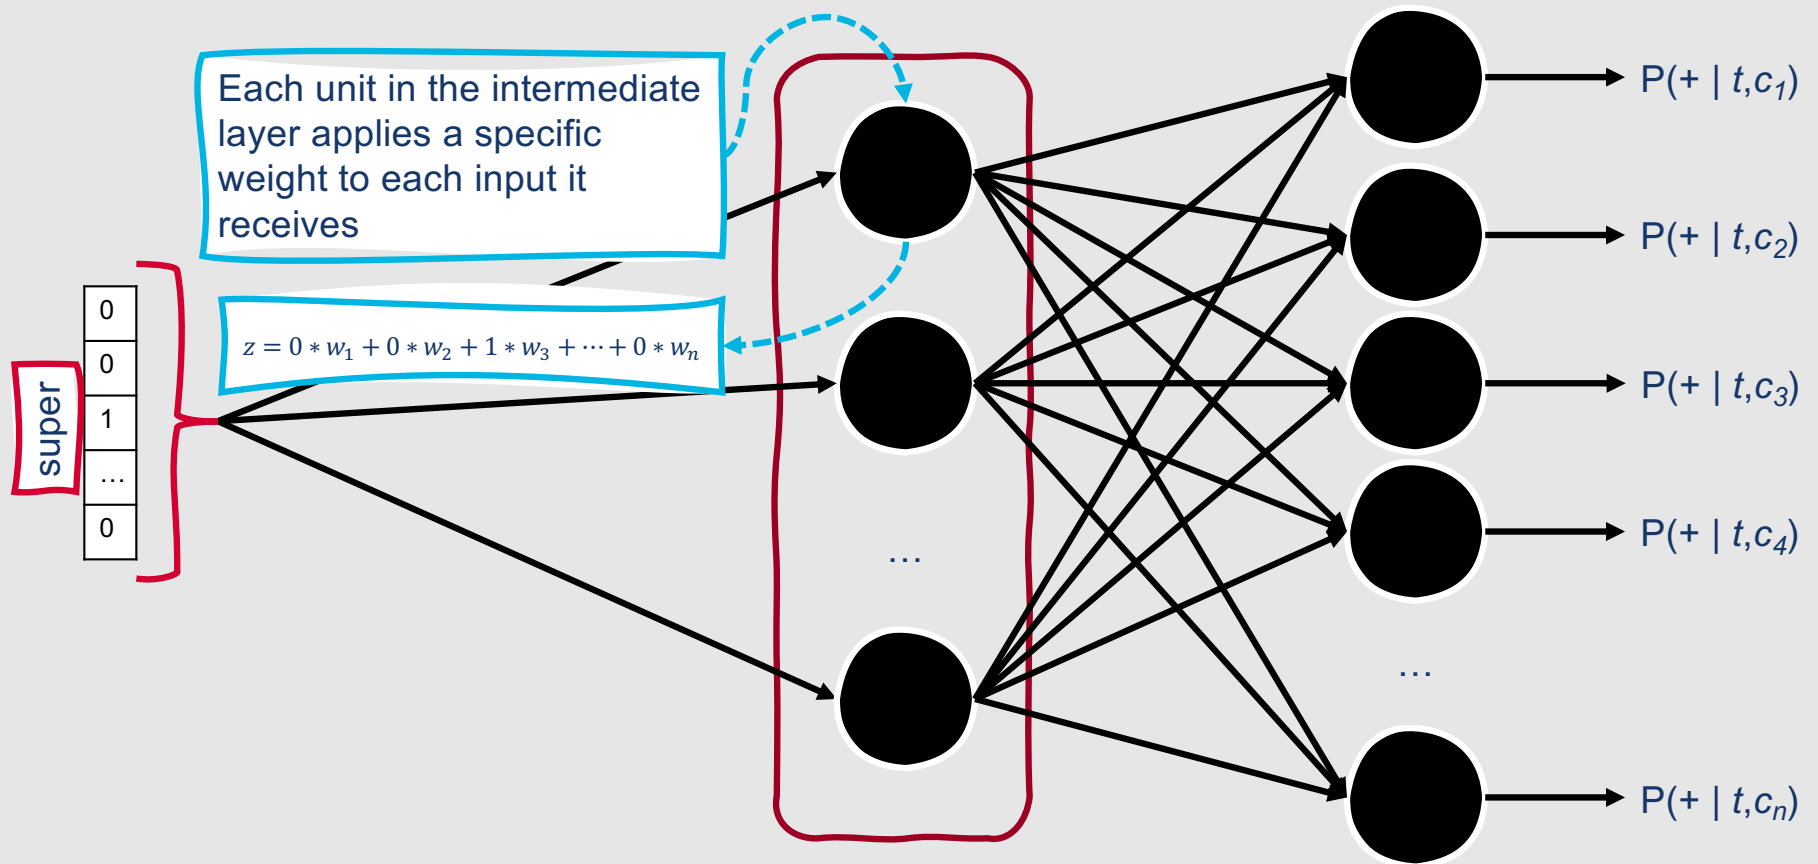 Each unit in the intermediate
layer applies a specific
weight to each input it
receives
z = 0 ∗ w₁ + 0 ∗ w₂ + 1 ∗ w₃ + ⋯ + 0 ∗ wₙ
super
0
0
1
…
0
…
P(+ | t,c₁)
P(+ | t,c₂)
P(+ | t,c₃)
P(+ | t,c₄)
…
P(+ | t,cₙ)